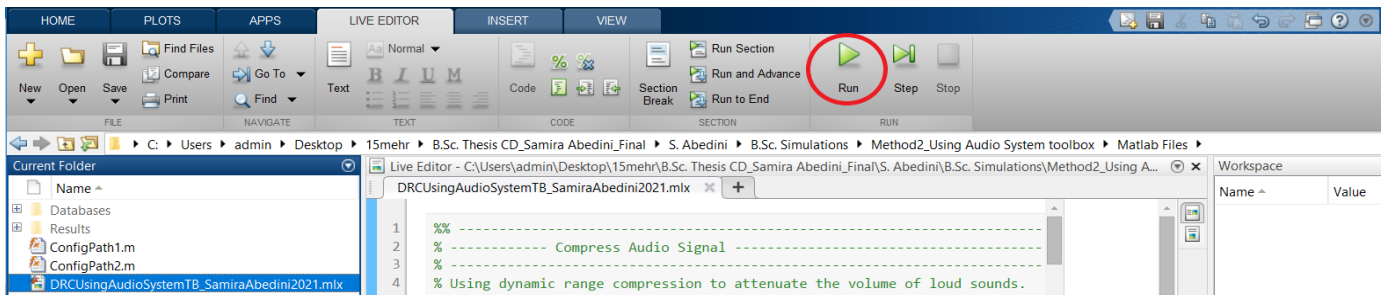 HOME PLOTS APPS LIVE EDITOR INSERT VIEW
New Open Save Find Files Compare Print
FILE
Go To Find
NAVIGATE
Text Aa Normal B I U M
TEXT
Code
CODE
Section Break Run Section Run and Advance Run to End
SECTION
Run Step Stop
RUN
C: Users admin Desktop 15mehr B.Sc. Thesis CD_Samira Abedini_Final S. Abedini B.Sc. Simulations Method2_Using Audio System toolbox Matlab Files
Current Folder
Name
Databases
Results
ConfigPath1.m
ConfigPath2.m
DRCUsingAudioSystemTB_SamiraAbedini2021.mlx
Live Editor - C:\Users\admin\Desktop\15mehr\B.Sc. Thesis CD_Samira Abedini_Final\S. Abedini\B.Sc. Simulations\Method2_Using A...
DRCUsingAudioSystemTB_SamiraAbedini2021.mlx
1 %% ----------------------------------------------------------------------
2 % ------------ Compress Audio Signal ------------------------------------
3 % ----------------------------------------------------------------------
4 % Using dynamic range compression to attenuate the volume of loud sounds.
Workspace
Name Value